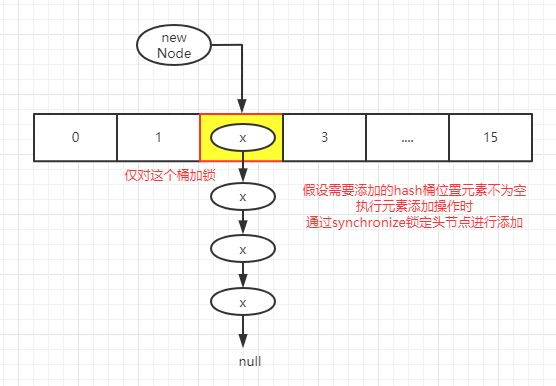 new
Node
0
1
x
3
....
15
仅对这个桶加锁
x
假设需要添加的hash桶位置元素不为空
执行元素添加操作时
通过synchronize锁定头节点进行添加
x
x
null